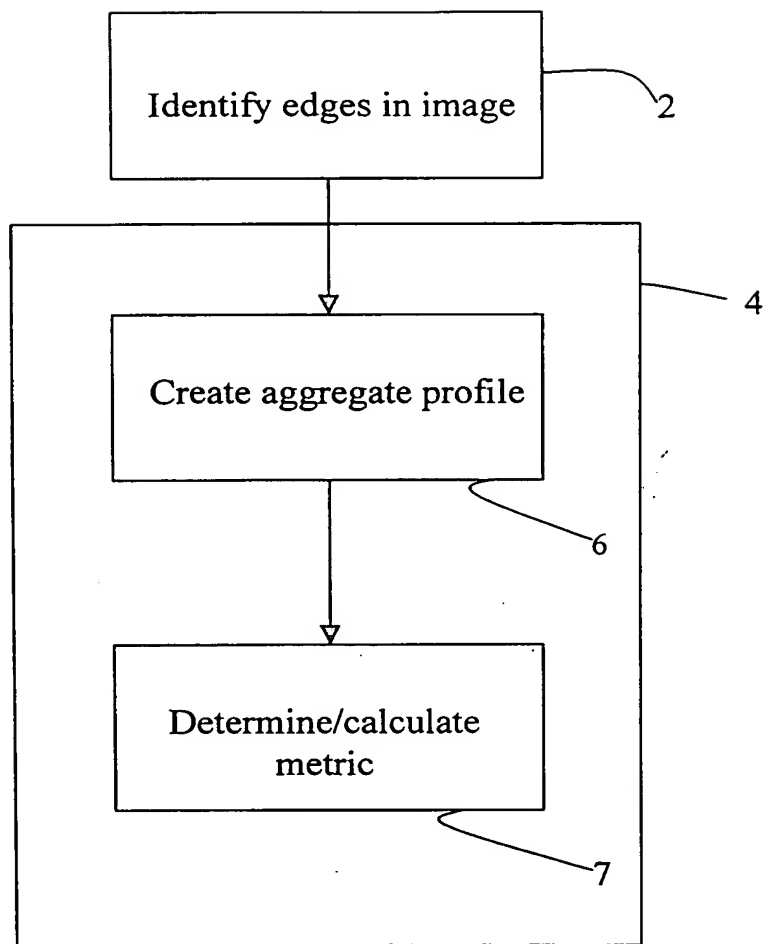 Identify edges in image
2
4
Create aggregate profile
6
Determine/calculate
metric
7